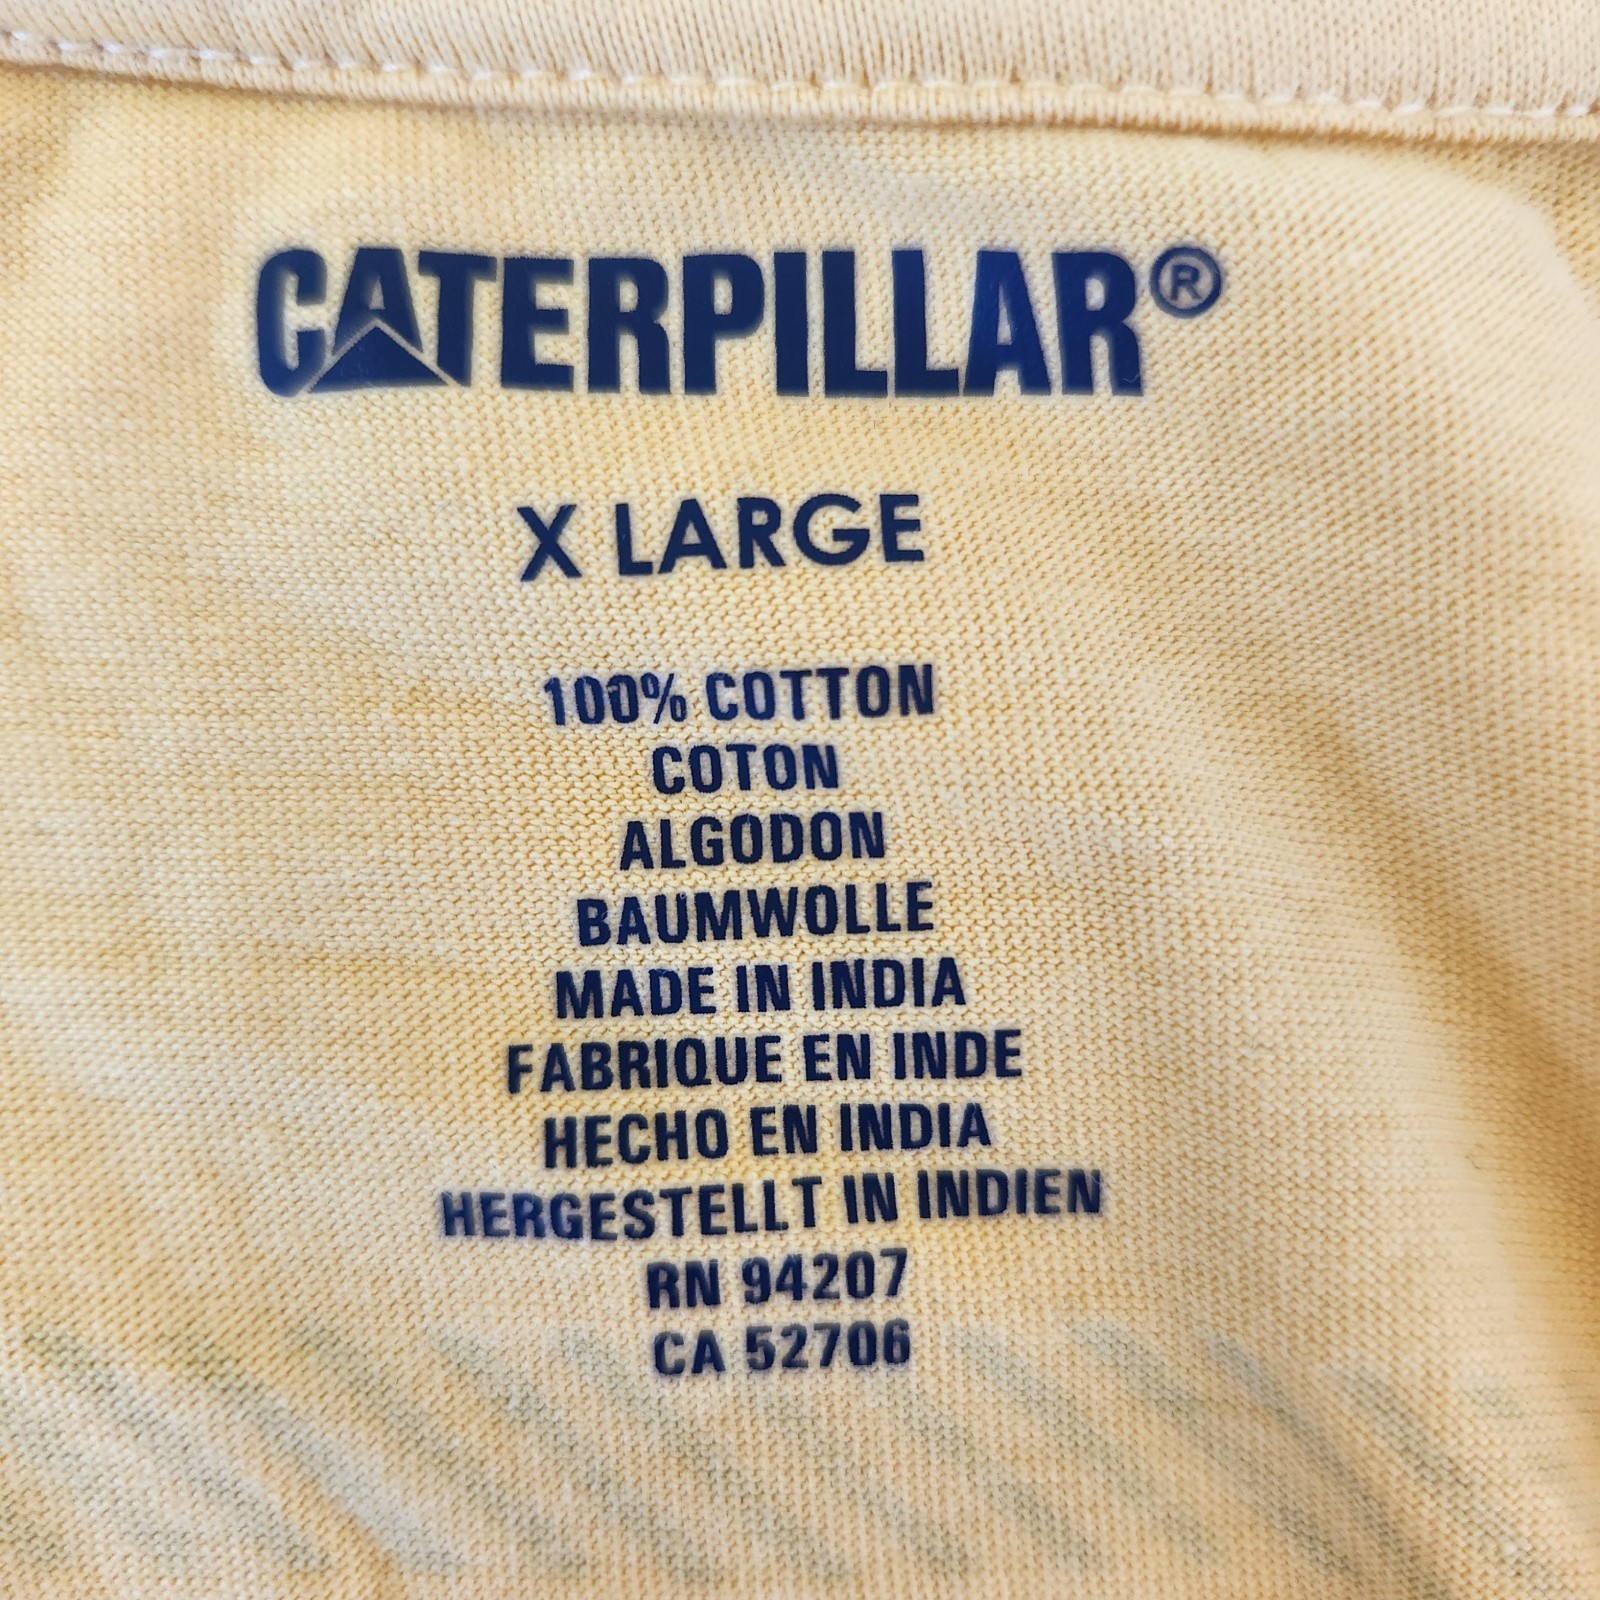 CATERPILLAR®
X LARGE
100% COTTON
COTON
ALGODON
BAUMWOLLE
MADE IN INDIA
FABRIQUE EN INDE
HECHO EN INDIA
HERGESTELLT IN INDIEN
RN 94207
CA 52706